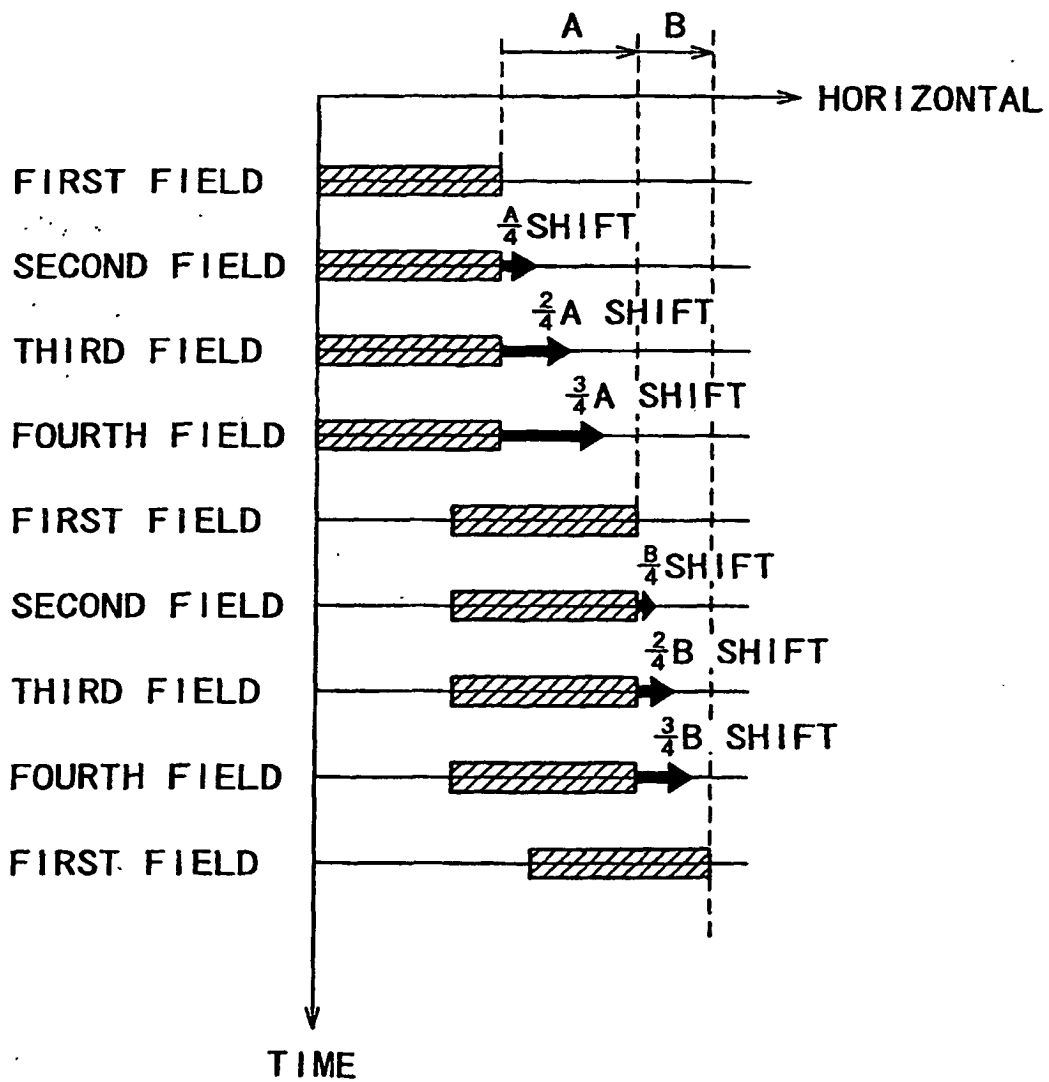 A B
HORIZONTAL
FIRST FIELD
A/4 SHIFT
SECOND FIELD
2/4 A SHIFT
THIRD FIELD
3/4 A SHIFT
FOURTH FIELD
FIRST FIELD
B/4 SHIFT
SECOND FIELD
2/4 B SHIFT
THIRD FIELD
3/4 B SHIFT
FOURTH FIELD
FIRST FIELD
TIME